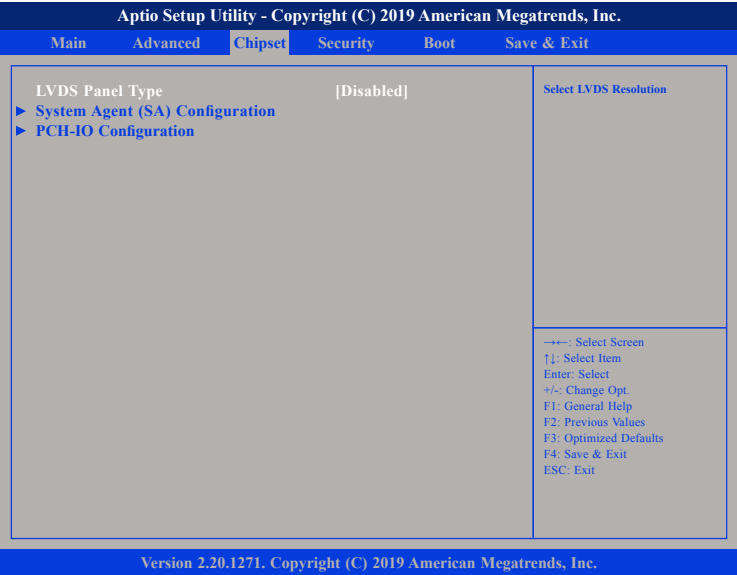 Aptio Setup Utility - Copyright (C) 2019 American Megatrends, Inc.
Main Advanced Chipset Security Boot Save & Exit
LVDS Panel Type [Disabled]
► System Agent (SA) Configuration
► PCH-IO Configuration
Select LVDS Resolution
→←: Select Screen
↑↓: Select Item
Enter: Select
+/-: Change Opt.
F1: General Help
F2: Previous Values
F3: Optimized Defaults
F4: Save & Exit
ESC: Exit
Version 2.20.1271. Copyright (C) 2019 American Megatrends, Inc.